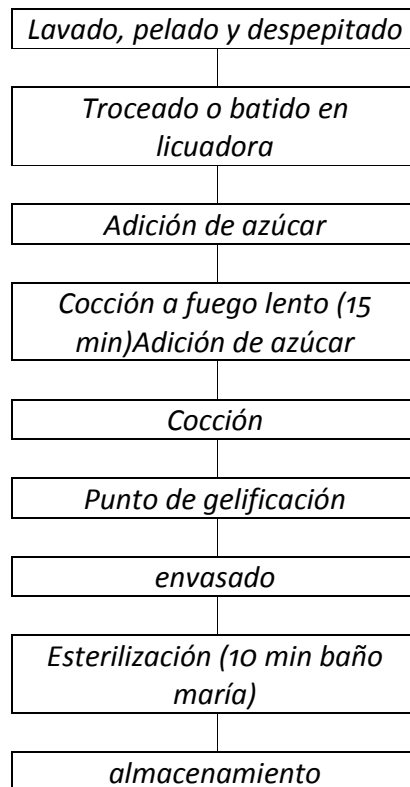 Lavado, pelado y despepitado
Troceado o batido en
licuadora
Adición de azúcar
Cocción a fuego lento (15
min)Adición de azúcar
Cocción
Punto de gelificación
envasado
Esterilización (10 min baño
maría)
almacenamiento